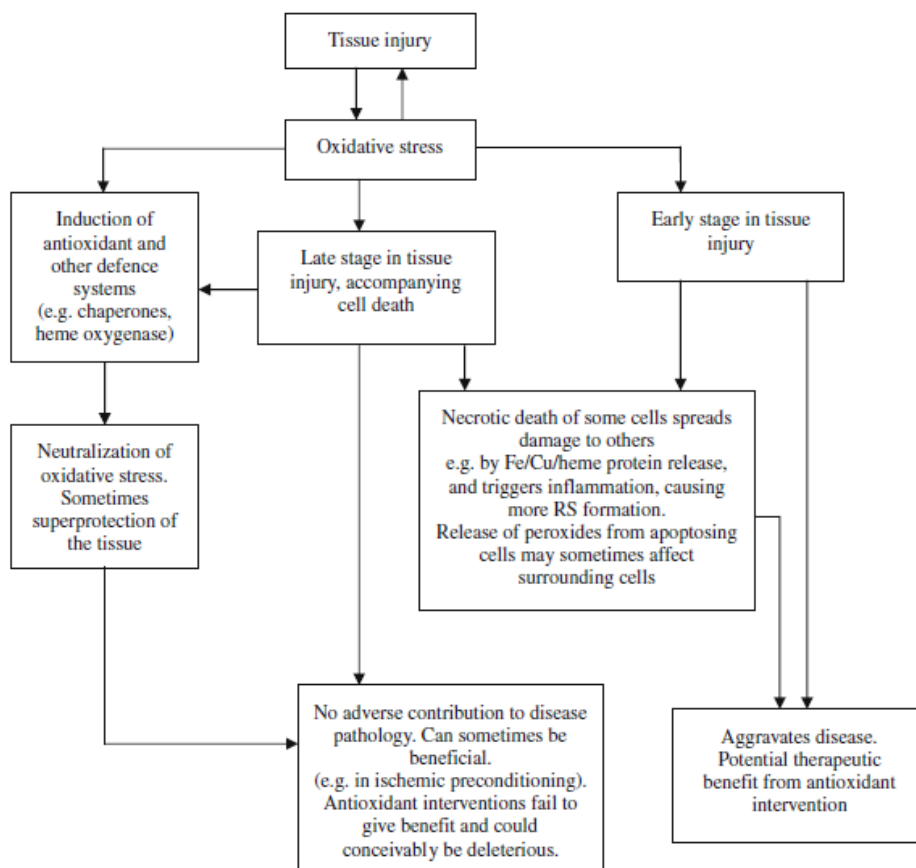 Tissue injury
Oxidative stress
Induction of
antioxidant and
other defence
systems
(e.g. chaperones,
heme oxygenase)
Late stage in tissue
injury, accompanying
cell death
Early stage in tissue
injury
Neutralization of
oxidative stress.
Sometimes
superprotection of
the tissue
Necrotic death of some cells spreads
damage to others
e.g. by Fe/Cu/heme protein release,
and triggers inflammation, causing
more RS formation.
Release of peroxides from apoptosing
cells may sometimes affect
surrounding cells
No adverse contribution to disease
pathology. Can sometimes be
beneficial.
(e.g. in ischemic preconditioning).
Antioxidant interventions fail to
give benefit and could
conceivably be deleterious.
Aggravates disease.
Potential therapeutic
benefit from antioxidant
intervention